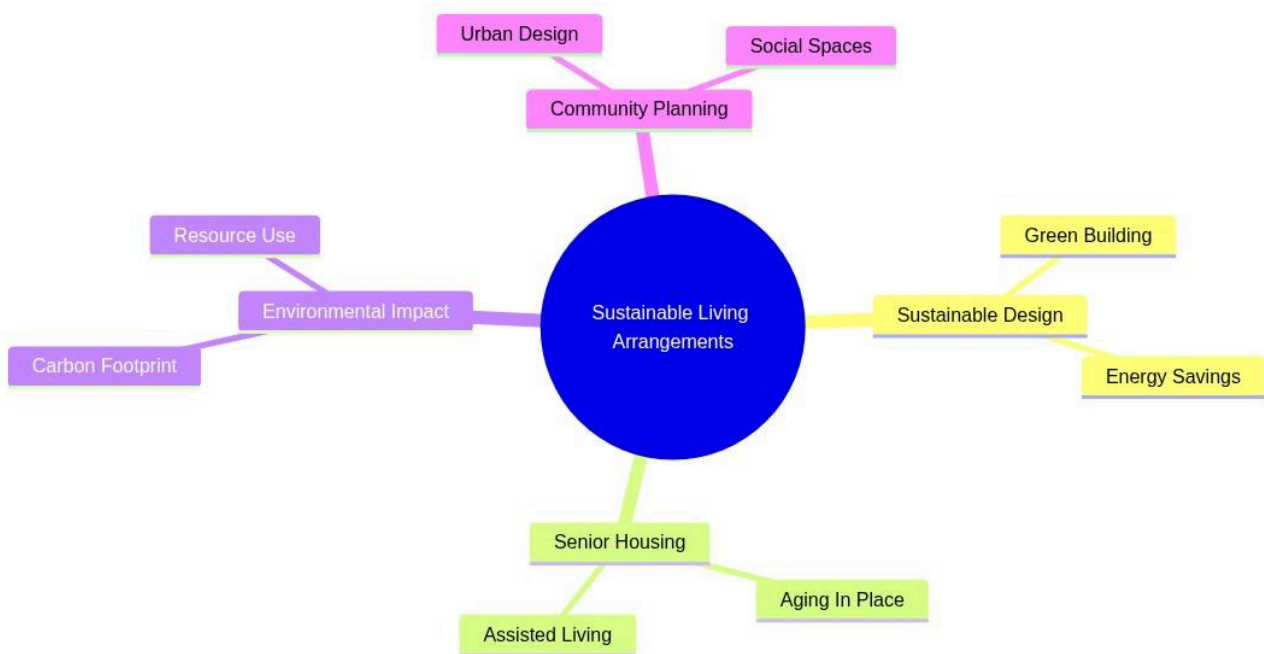 Urban Design
Social Spaces
Community Planning
Resource Use
Environmental Impact
Carbon Footprint
Sustainable Living
Arrangements
Green Building
Sustainable Design
Energy Savings
Senior Housing
Aging In Place
Assisted Living